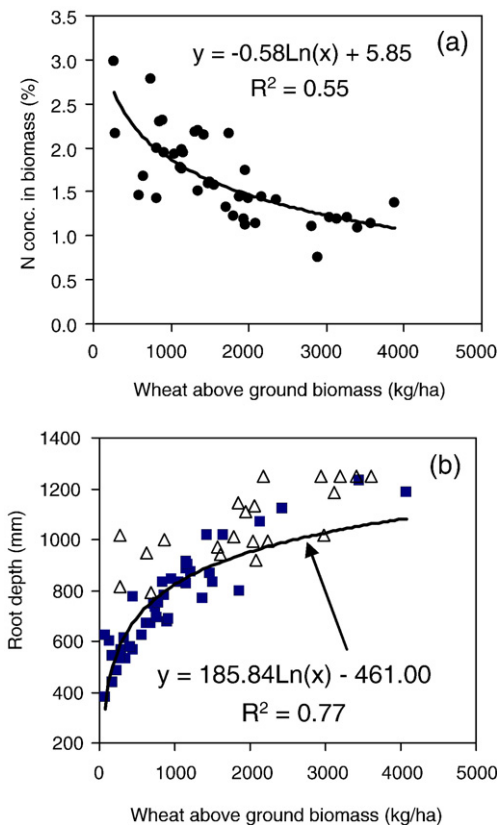 (a)
y = -0.58Ln(x) + 5.85
R² = 0.55
N conc. in biomass (%)
3.5
3.0
2.5
2.0
1.5
1.0
0.5
0.0
0 1000 2000 3000 4000 5000
Wheat above ground biomass (kg/ha)
(b)
Root depth (mm)
1400
1200
1000
800
600
400
200
y = 185.84Ln(x) - 461.00
R² = 0.77
0 1000 2000 3000 4000 5000
Wheat above ground biomass (kg/ha)